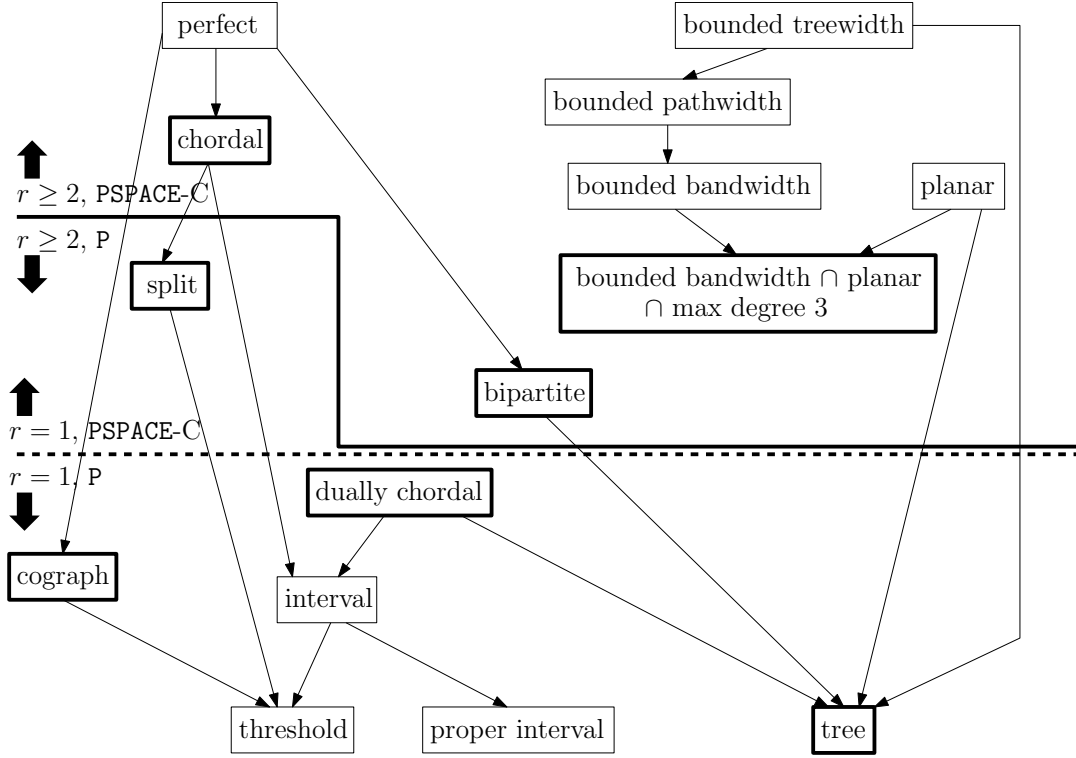 perfect
bounded treewidth
bounded pathwidth
chordal
bounded bandwidth
planar
r ≥ 2, PSPACE-C
r ≥ 2, P
split
bounded bandwidth ∩ planar
∩ max degree 3
bipartite
r = 1, PSPACE-C
r = 1, P
dually chordal
cograph
interval
threshold
proper interval
tree